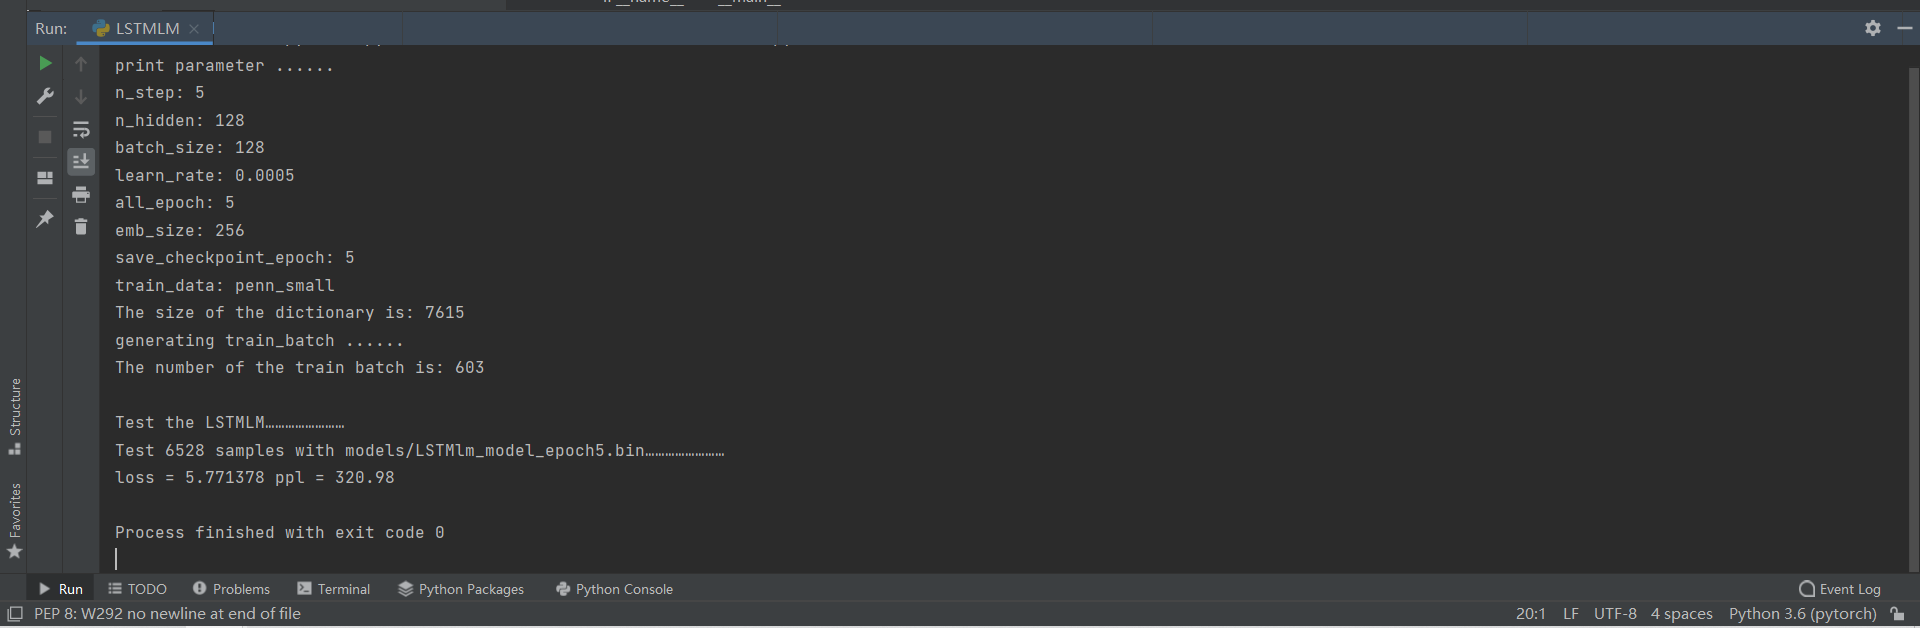 Run: LSTMLM
print parameter ......
n_step: 5
n_hidden: 128
batch_size: 128
learn_rate: 0.0005
all_epoch: 5
emb_size: 256
save_checkpoint_epoch: 5
train_data: penn_small
The size of the dictionary is: 7615
generating train_batch ......
The number of the train batch is: 603
Test the LSTMLM……………………
Test 6528 samples with models/LSTMlm_model_epoch5.bin……………………
loss = 5.771378 ppl = 320.98
Process finished with exit code 0
Structure
Favorites
Run TODO Problems Terminal Python Packages Python Console Event Log
PEP 8: W292 no newline at end of file 20:1 LF UTF-8 4 spaces Python 3.6 (pytorch)